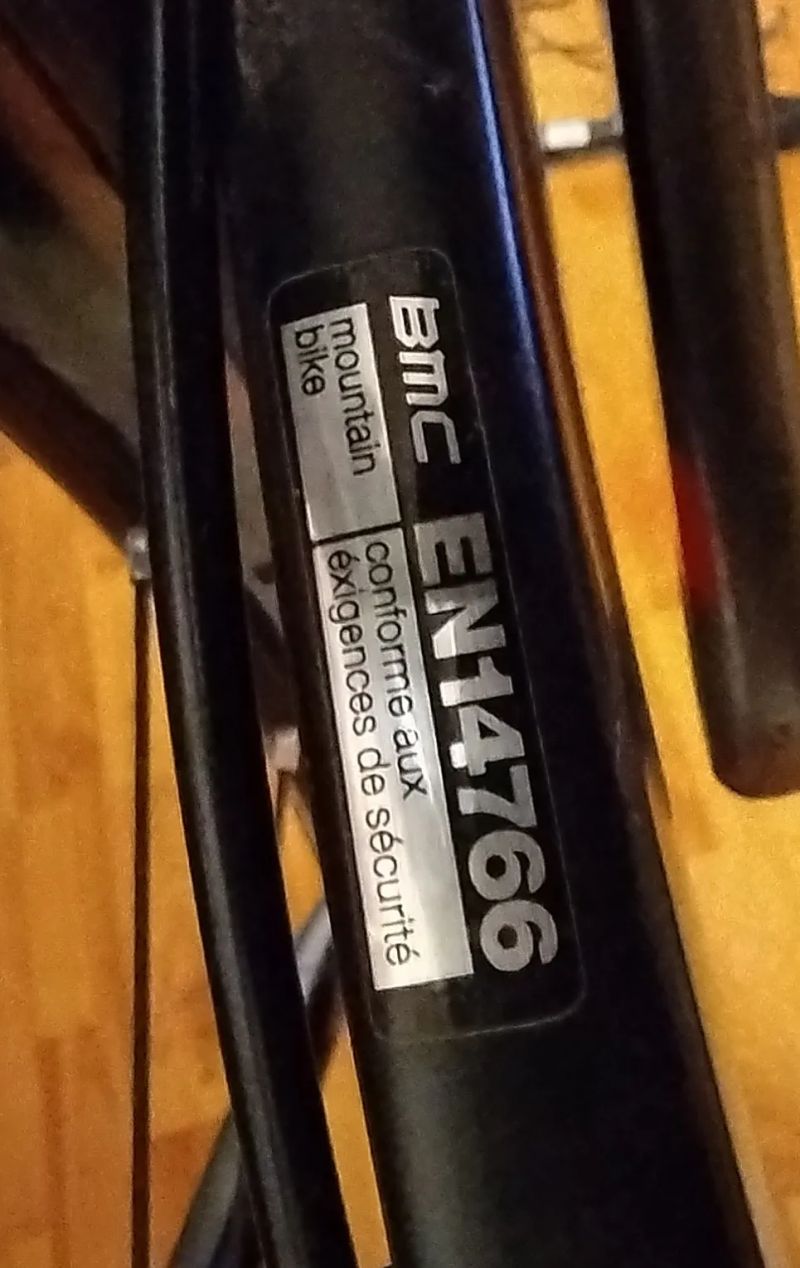 BMC EN14766
mountain
bike
conforme aux
éxigences de sécurité